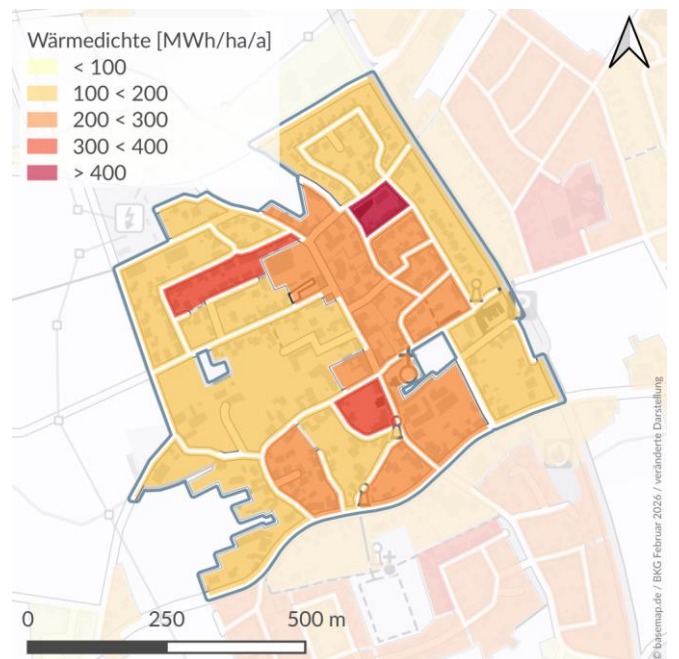 Wärmedichte [MWh/ha/a]
< 100
100 < 200
200 < 300
300 < 400
> 400
© basemap.de / BKG Februar 2026 / veränderte Darstellung
0 250 500 m